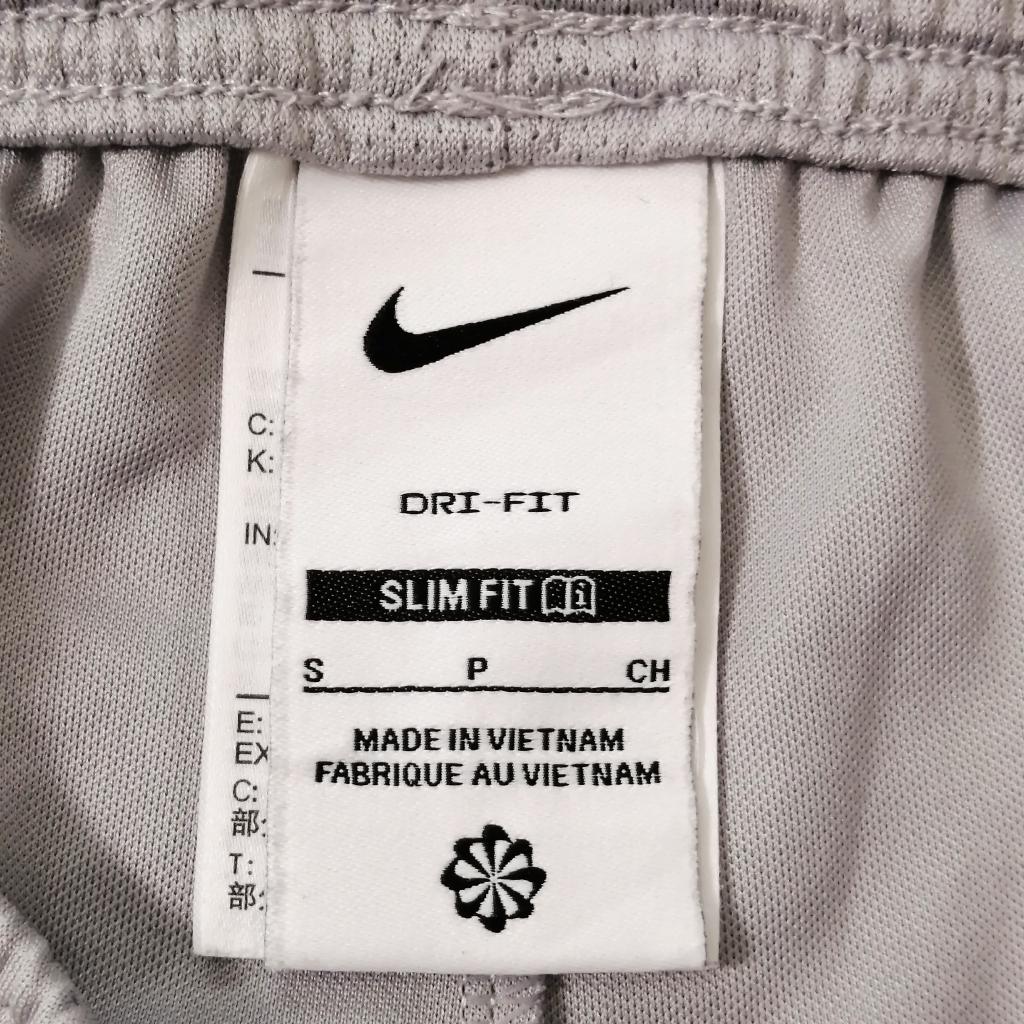 DRI-FIT
SLIM FIT
S P CH
MADE IN VIETNAM
FABRIQUE AU VIETNAM
C:
K:
IN:
E:
EX
C:
部:
T:
部: